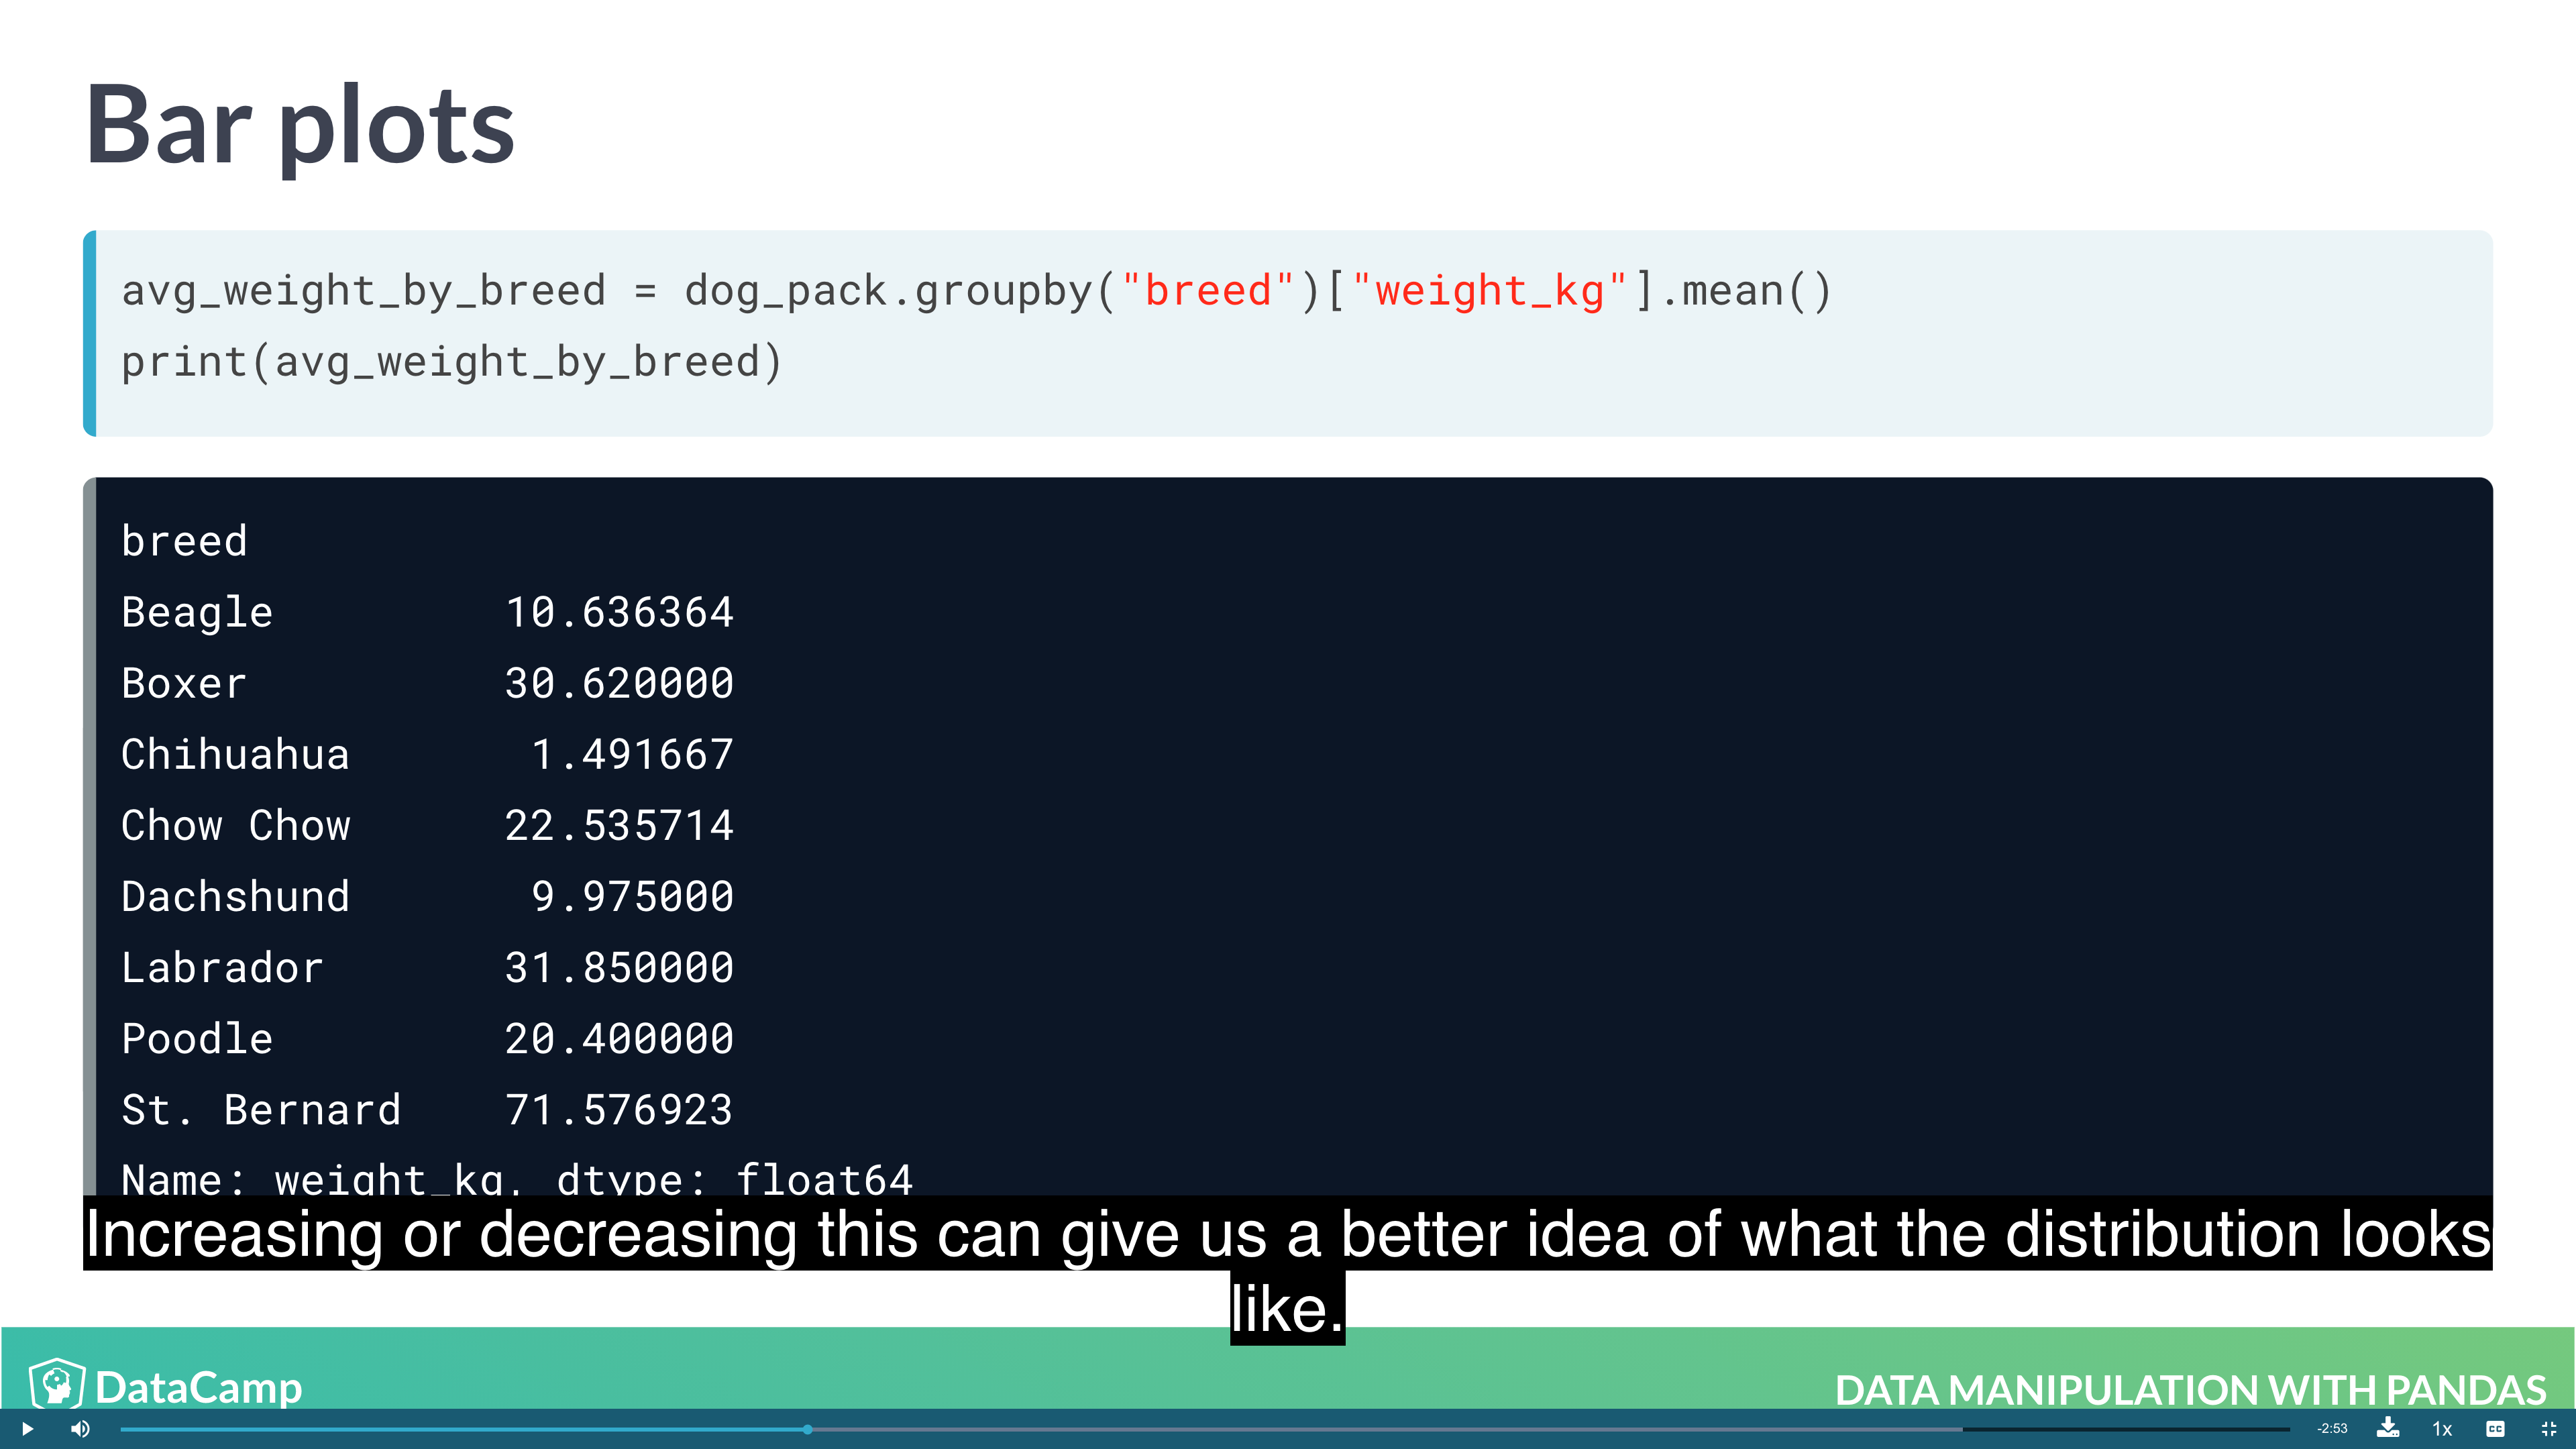 Bar plots
avg_weight_by_breed = dog_pack.groupby("breed")["weight_kg"].mean()
print(avg_weight_by_breed)
breed
Beagle         10.636364
Boxer          30.620000
Chihuahua       1.491667
Chow Chow      22.535714
Dachshund       9.975000
Labrador       31.850000
Poodle         20.400000
St. Bernard    71.576923
Name: weight_kg, dtype: float64
Increasing or decreasing this can give us a better idea of what the distribution looks
like.
DataCamp
DATA MANIPULATION WITH PANDAS
-2:53
1x
CC